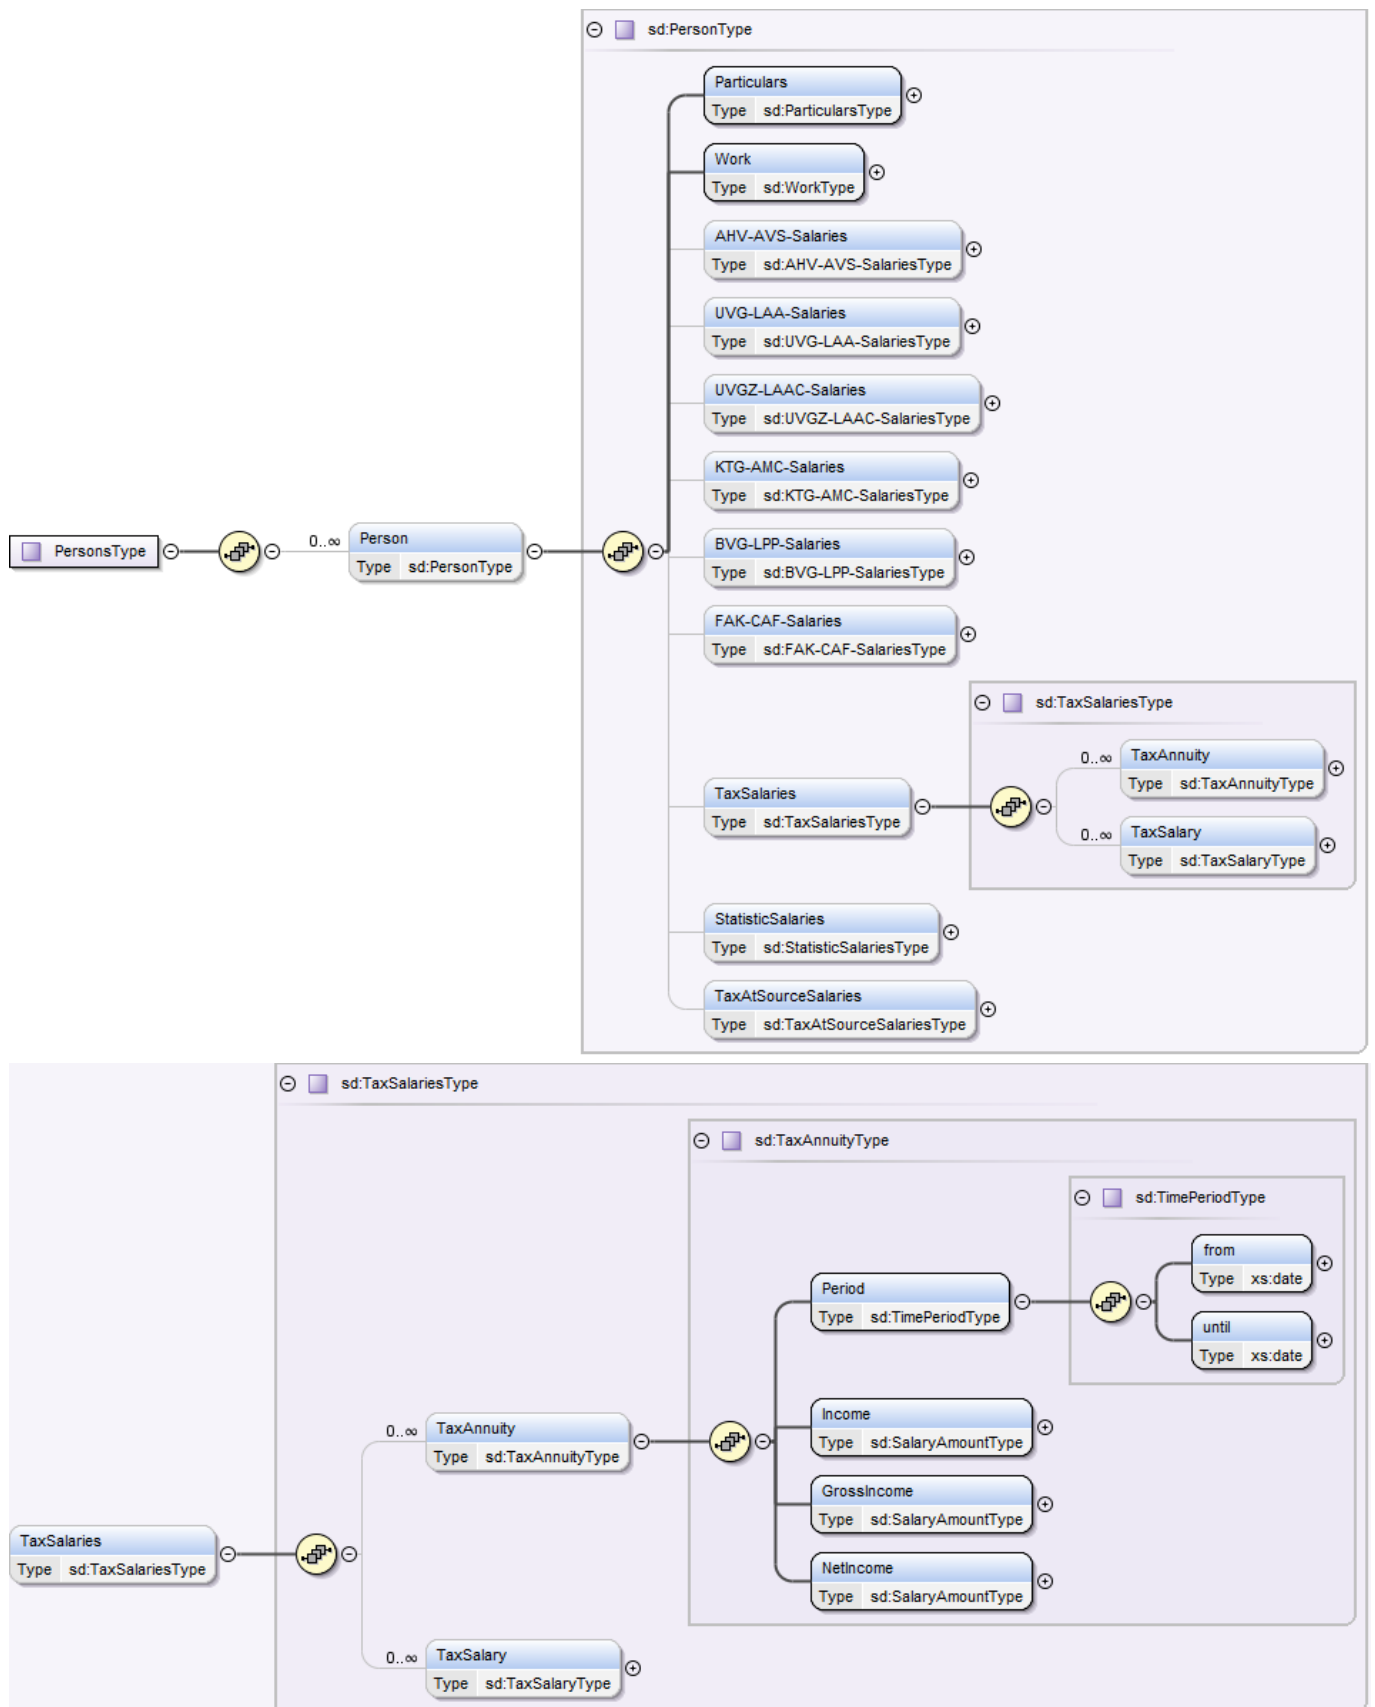 sd:PersonType
Particulars
Type sd:ParticularsType
Work
Type sd:WorkType
AHV-AVS-Salaries
Type sd:AHV-AVS-SalariesType
UVG-LAA-Salaries
Type sd:UVG-LAA-SalariesType
UVGZ-LAAC-Salaries
Type sd:UVGZ-LAAC-SalariesType
KTG-AMC-Salaries
Type sd:KTG-AMC-SalariesType
PersonsType
0..∞
Person
Type sd:PersonType
BVG-LPP-Salaries
Type sd:BVG-LPP-SalariesType
FAK-CAF-Salaries
Type sd:FAK-CAF-SalariesType
TaxSalaries
Type sd:TaxSalariesType
sd:TaxSalariesType
0..∞
TaxAnnuity
Type sd:TaxAnnuityType
0..∞
TaxSalary
Type sd:TaxSalaryType
StatisticSalaries
Type sd:StatisticSalariesType
TaxAtSourceSalaries
Type sd:TaxAtSourceSalariesType
sd:TaxSalariesType
sd:TaxAnnuityType
sd:TimePeriodType
from
Type xs:date
Period
Type sd:TimePeriodType
until
Type xs:date
0..∞
TaxAnnuity
Type sd:TaxAnnuityType
Income
Type sd:SalaryAmountType
GrossIncome
Type sd:SalaryAmountType
TaxSalaries
Type sd:TaxSalariesType
NetIncome
Type sd:SalaryAmountType
0..∞
TaxSalary
Type sd:TaxSalaryType